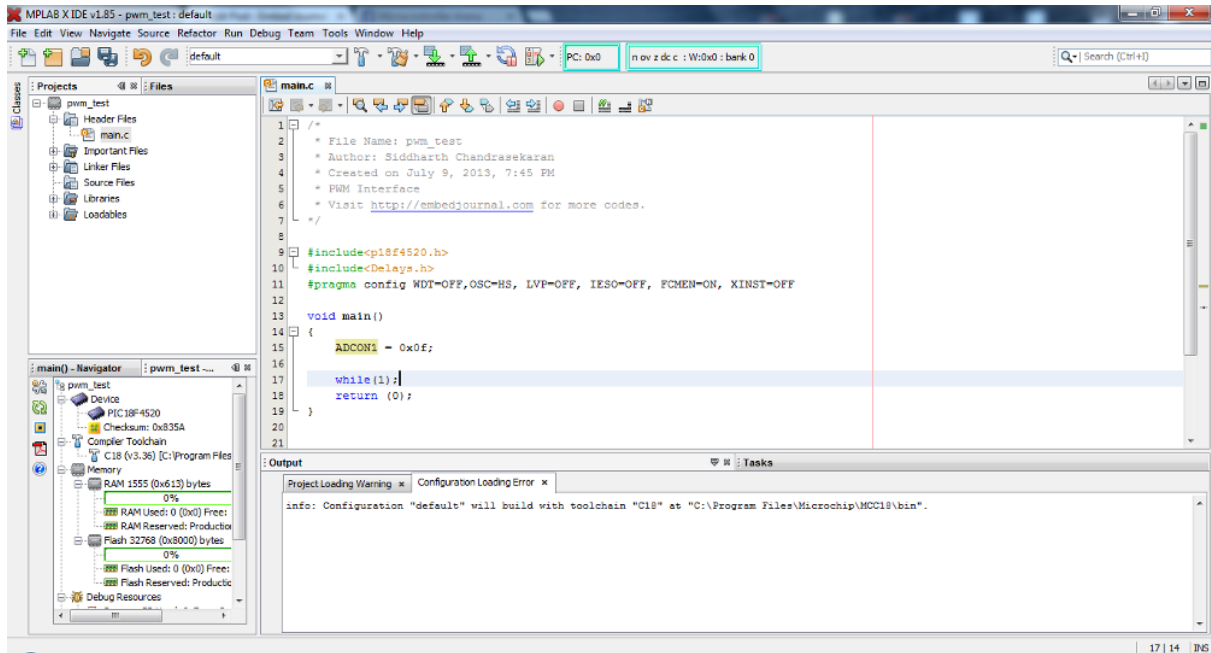 MPLAB X IDE v1.85 - pwm_test : default
File Edit View Navigate Source Refactor Run Debug Team Tools Window Help
default
PC: 0x0
n ov z dc c : W:0x0 : bank 0
Search (Ctrl+I)
Classes
Projects
Files
pwm_test
Header Files
main.c
Important Files
Linker Files
Source Files
Libraries
Loadables
main.c
1 /*
2 * File Name: pwm_test
3 * Author: Siddharth Chandrasekaran
4 * Created on July 9, 2013, 7:45 PM
5 * PWM Interface
6 * Visit http://embedjournal.com for more codes.
7 */
8
9 #include<p18f4520.h>
10 #include<Delays.h>
11 #pragma config WDT=OFF,OSC=HS, LVP=OFF, IESO=OFF, FCMEN=ON, XINST=OFF
12
13 void main()
14 {
15 ADCON1 = 0x0f;
16
17 while(1);
18 return (0);
19 }
20
21
main() - Navigator
pwm_test -...
pwm_test
Device
PIC18F4520
Checksum: 0x835A
Compiler Toolchain
C18 (v3.36) [C:\Program Files
Memory
RAM 1555 (0x613) bytes
0%
RAM Used: 0 (0x0) Free:
RAM Reserved: Production
Flash 32768 (0x8000) bytes
0%
Flash Used: 0 (0x0) Free:
Flash Reserved: Productio
Debug Resources
Output
Tasks
Project Loading Warning
Configuration Loading Error
info: Configuration "default" will build with toolchain "C18" at "C:\Program Files\Microchip\MCC18\bin".
17 | 14 INS